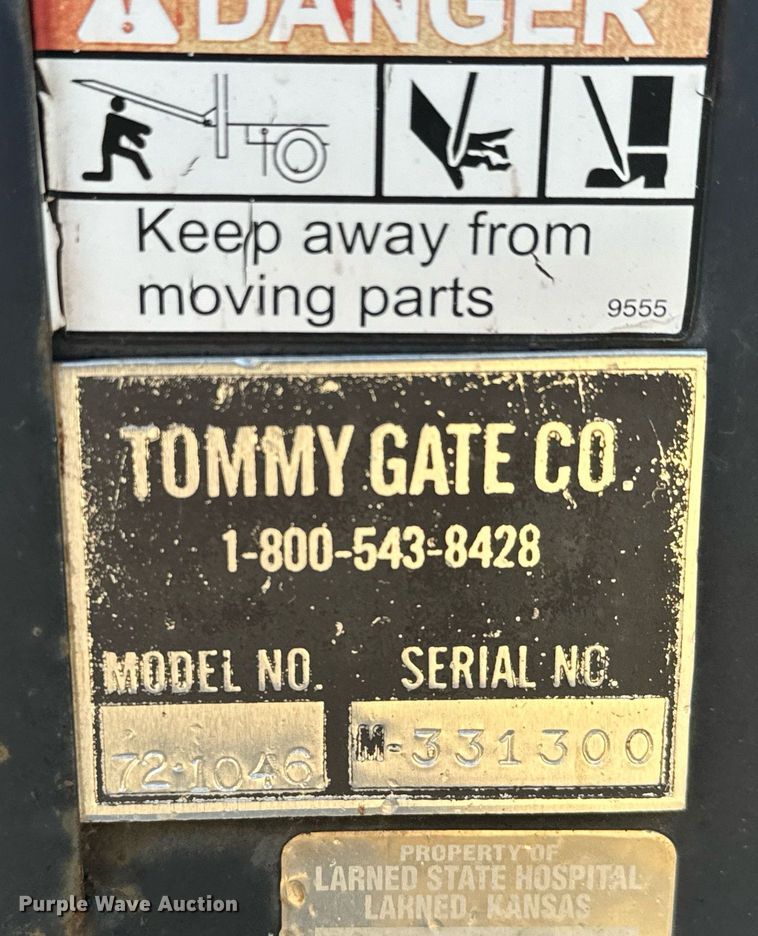 DANGER
Keep away from
moving parts
9555
TOMMY GATE CO.
1-800-543-8428
MODEL NO. SERIAL NO.
72-1046 M-331300
PROPERTY OF
LARNED STATE HOSPITAL
LARNED, KANSAS
Purple Wave Auction